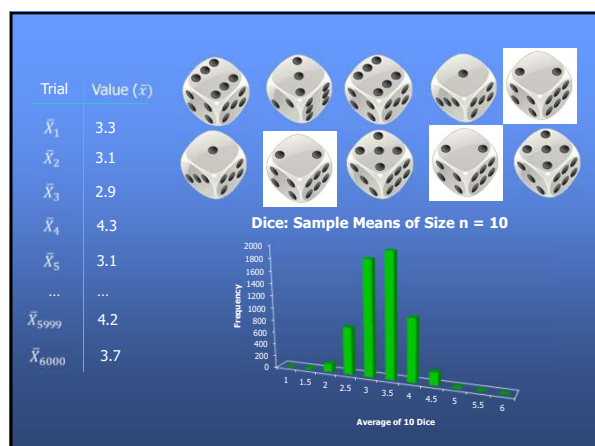 Trial Value (x̄)
X̄1 3.3
X̄2 3.1
X̄3 2.9
X̄4 4.3
X̄5 3.1
... ...
X̄5999 4.2
X̄6000 3.7
Dice: Sample Means of Size n = 10
Frequency
2000
1800
1600
1400
1200
1000
800
600
400
200
0
1 1.5 2 2.5 3 3.5 4 4.5 5 5.5 6
Average of 10 Dice